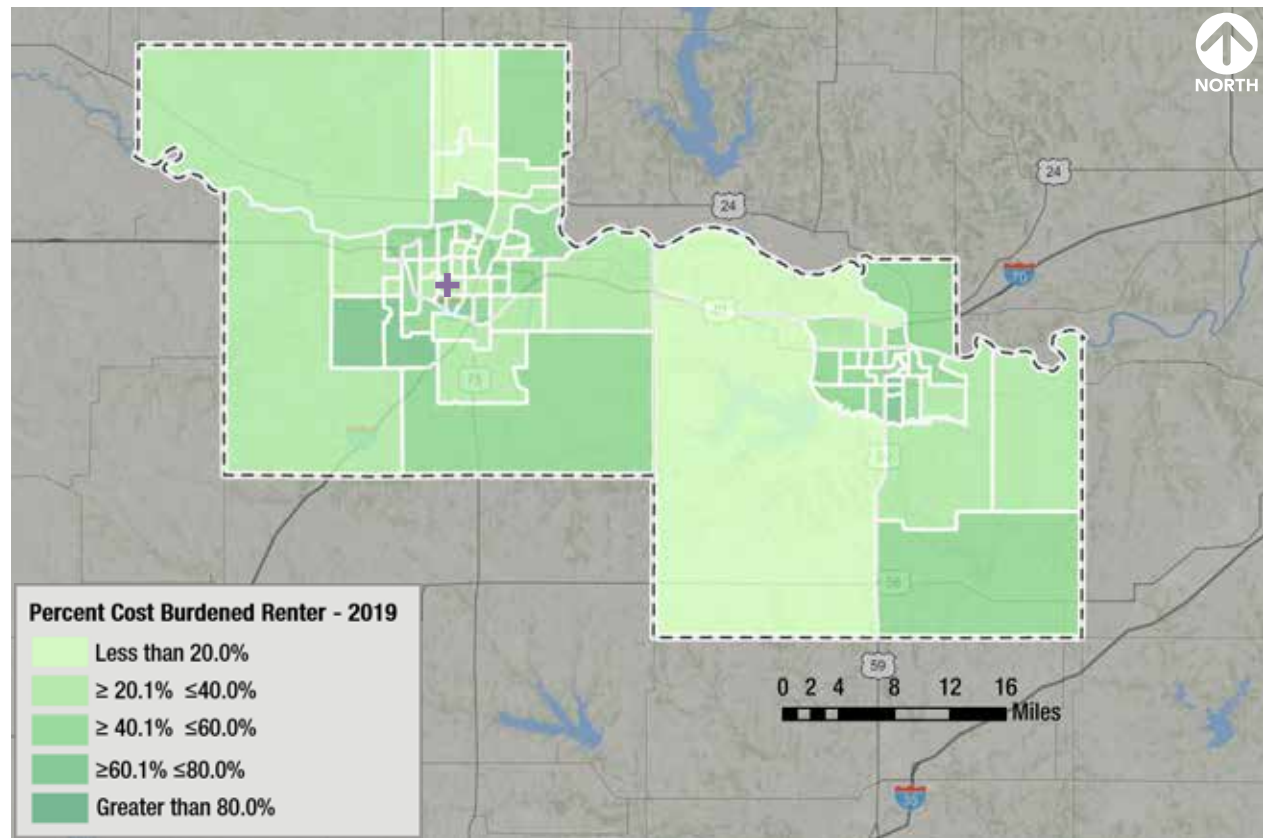 NORTH
24
24
70
75
59
56
59
35
Percent Cost Burdened Renter - 2019
Less than 20.0%
≥ 20.1% ≤40.0%
≥ 40.1% ≤60.0%
≥60.1% ≤80.0%
Greater than 80.0%
0 2 4 8 12 16
Miles